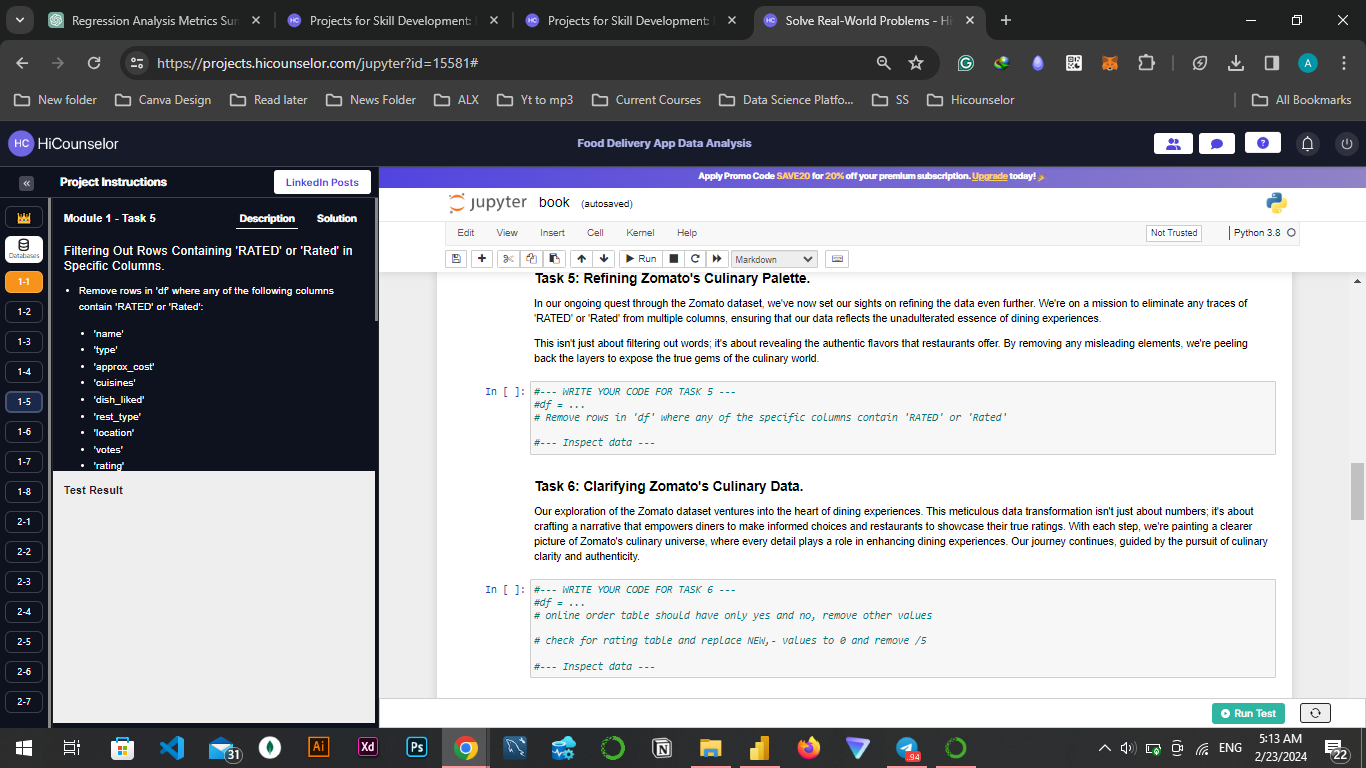 Regression Analysis Metrics Sum
Projects for Skill Development:
Projects for Skill Development:
Solve Real-World Problems - Hi
https://projects.hicounselor.com/jupyter?id=15581#
A
New folder
Canva Design
Read later
News Folder
ALX
Yt to mp3
Current Courses
Data Science Platfo...
SS
Hicounselor
All Bookmarks
HC HiCounselor
Food Delivery App Data Analysis
Project Instructions
LinkedIn Posts
Apply Promo Code SAVE20 for 20% off your premium subscription. Upgrade today!
Databases
1-1
1-2
1-3
1-4
1-5
1-6
1-7
1-8
2-1
2-2
2-3
2-4
2-5
2-6
2-7
Module 1 - Task 5
Description
Solution
Filtering Out Rows Containing 'RATED' or 'Rated' in
Specific Columns.
Remove rows in 'df' where any of the following columns
contain 'RATED' or 'Rated':
'name'
'type'
'approx_cost'
'cuisines'
'dish_liked'
'rest_type'
'location'
'votes'
'rating'
Test Result
jupyter book (autosaved)
Edit View Insert Cell Kernel Help
Not Trusted
Python 3.8
Run
Markdown
Task 5: Refining Zomato's Culinary Palette.
In our ongoing quest through the Zomato dataset, we've now set our sights on refining the data even further. We're on a mission to eliminate any traces of
'RATED' or 'Rated' from multiple columns, ensuring that our data reflects the unadulterated essence of dining experiences.
This isn't just about filtering out words; it's about revealing the authentic flavors that restaurants offer. By removing any misleading elements, we're peeling
back the layers to expose the true gems of the culinary world.
In [ ]:
#--- WRITE YOUR CODE FOR TASK 5 ---
#df = ...
# Remove rows in 'df' where any of the specific columns contain 'RATED' or 'Rated'
#--- Inspect data ---
Task 6: Clarifying Zomato's Culinary Data.
Our exploration of the Zomato dataset ventures into the heart of dining experiences. This meticulous data transformation isn't just about numbers; it's about
crafting a narrative that empowers diners to make informed choices and restaurants to showcase their true ratings. With each step, we're painting a clearer
picture of Zomato's culinary universe, where every detail plays a role in enhancing dining experiences. Our journey continues, guided by the pursuit of culinary
clarity and authenticity.
In [ ]:
#--- WRITE YOUR CODE FOR TASK 6 ---
#df = ...
# online order table should have only yes and no, remove other values
# check for rating table and replace NEW,- values to 0 and remove /5
#--- Inspect data ---
Run Test
31
Ai
Xd
Ps
94
ENG
5:13 AM
2/23/2024
22